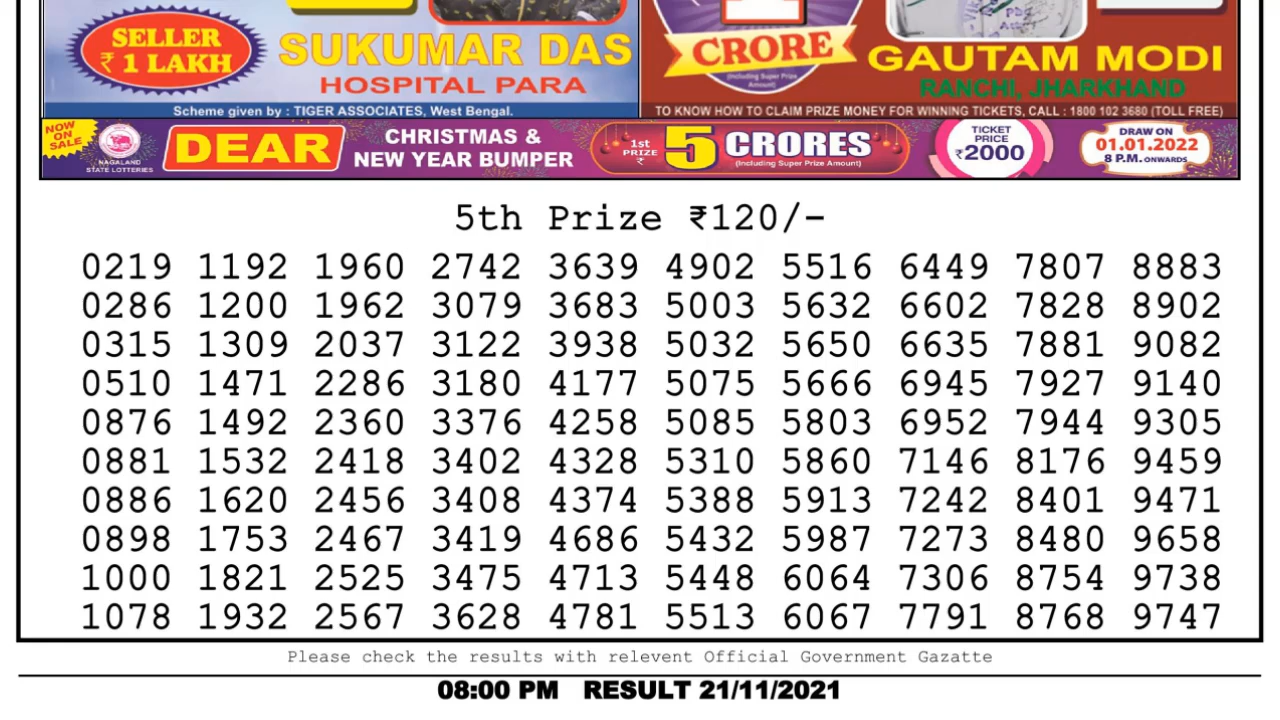 SELLER
₹ 1 LAKH
SUKUMAR DAS
HOSPITAL PARA
Scheme given by : TIGER ASSOCIATES, West Bengal.
CRORE
(Including Super Prize
Amount)
GAUTAM MODI
RANCHI, JHARKHAND
TO KNOW HOW TO CLAIM PRIZE MONEY FOR WINNING TICKETS, CALL : 1800 102 3680 (TOLL FREE)
NOW
ON
SALE
NAGALAND
STATE LOTTERIES
DEAR
CHRISTMAS &
NEW YEAR BUMPER
1st
PRIZE
₹
5 CRORES
(Including Super Prize Amount)
TICKET
PRICE
₹2000
DRAW ON
01.01.2022
8 P.M. ONWARDS
5th Prize ₹120/-
0219 1192 1960 2742 3639 4902 5516 6449 7807 8883
0286 1200 1962 3079 3683 5003 5632 6602 7828 8902
0315 1309 2037 3122 3938 5032 5650 6635 7881 9082
0510 1471 2286 3180 4177 5075 5666 6945 7927 9140
0876 1492 2360 3376 4258 5085 5803 6952 7944 9305
0881 1532 2418 3402 4328 5310 5860 7146 8176 9459
0886 1620 2456 3408 4374 5388 5913 7242 8401 9471
0898 1753 2467 3419 4686 5432 5987 7273 8480 9658
1000 1821 2525 3475 4713 5448 6064 7306 8754 9738
1078 1932 2567 3628 4781 5513 6067 7791 8768 9747
Please check the results with relevent Official Government Gazatte
08:00 PM RESULT 21/11/2021